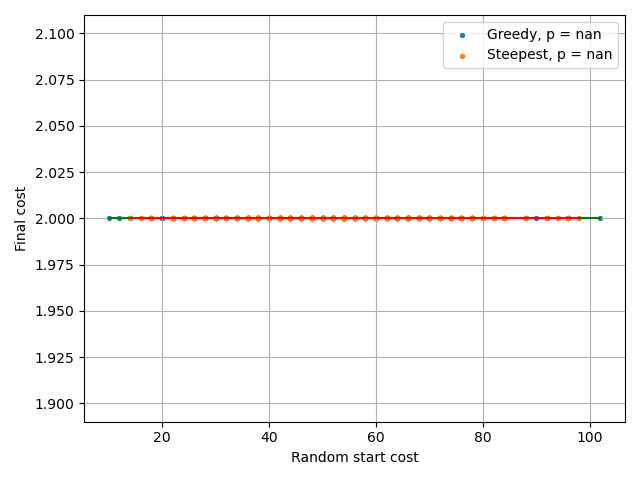 Greedy, p = nan
Steepest, p = nan
2.100
2.075
2.050
2.025
2.000
1.975
1.950
1.925
1.900
Final cost
20 40 60 80 100
Random start cost